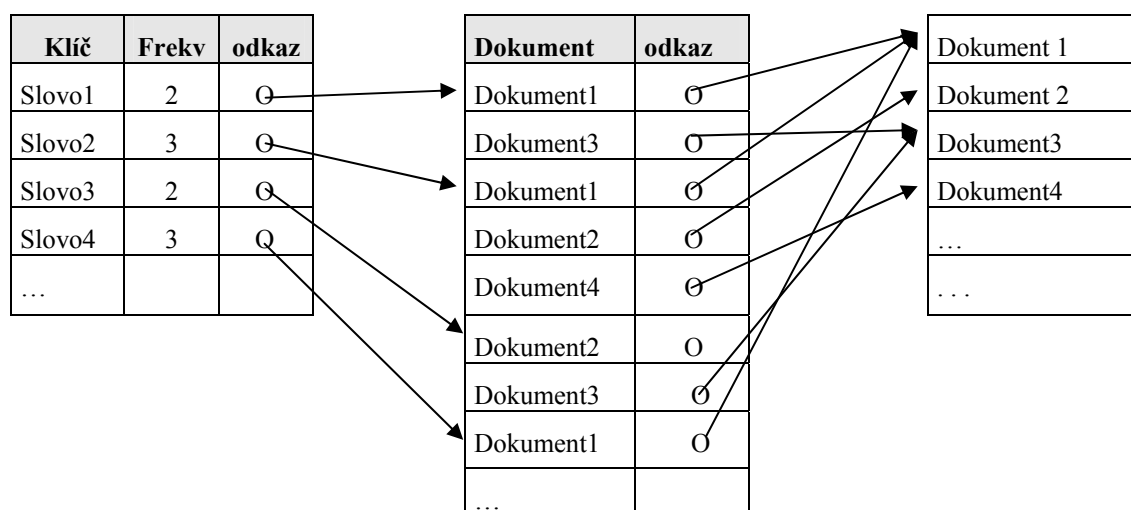 Klíč Frekv odkaz
Slovo1 2 O
Slovo2 3 O
Slovo3 2 O
Slovo4 3 O
…
Dokument odkaz
Dokument1 O
Dokument3 O
Dokument1 O
Dokument2 O
Dokument4 O
Dokument2 O
Dokument3 O
Dokument1 O
…
Dokument 1
Dokument 2
Dokument3
Dokument4
…
. . .